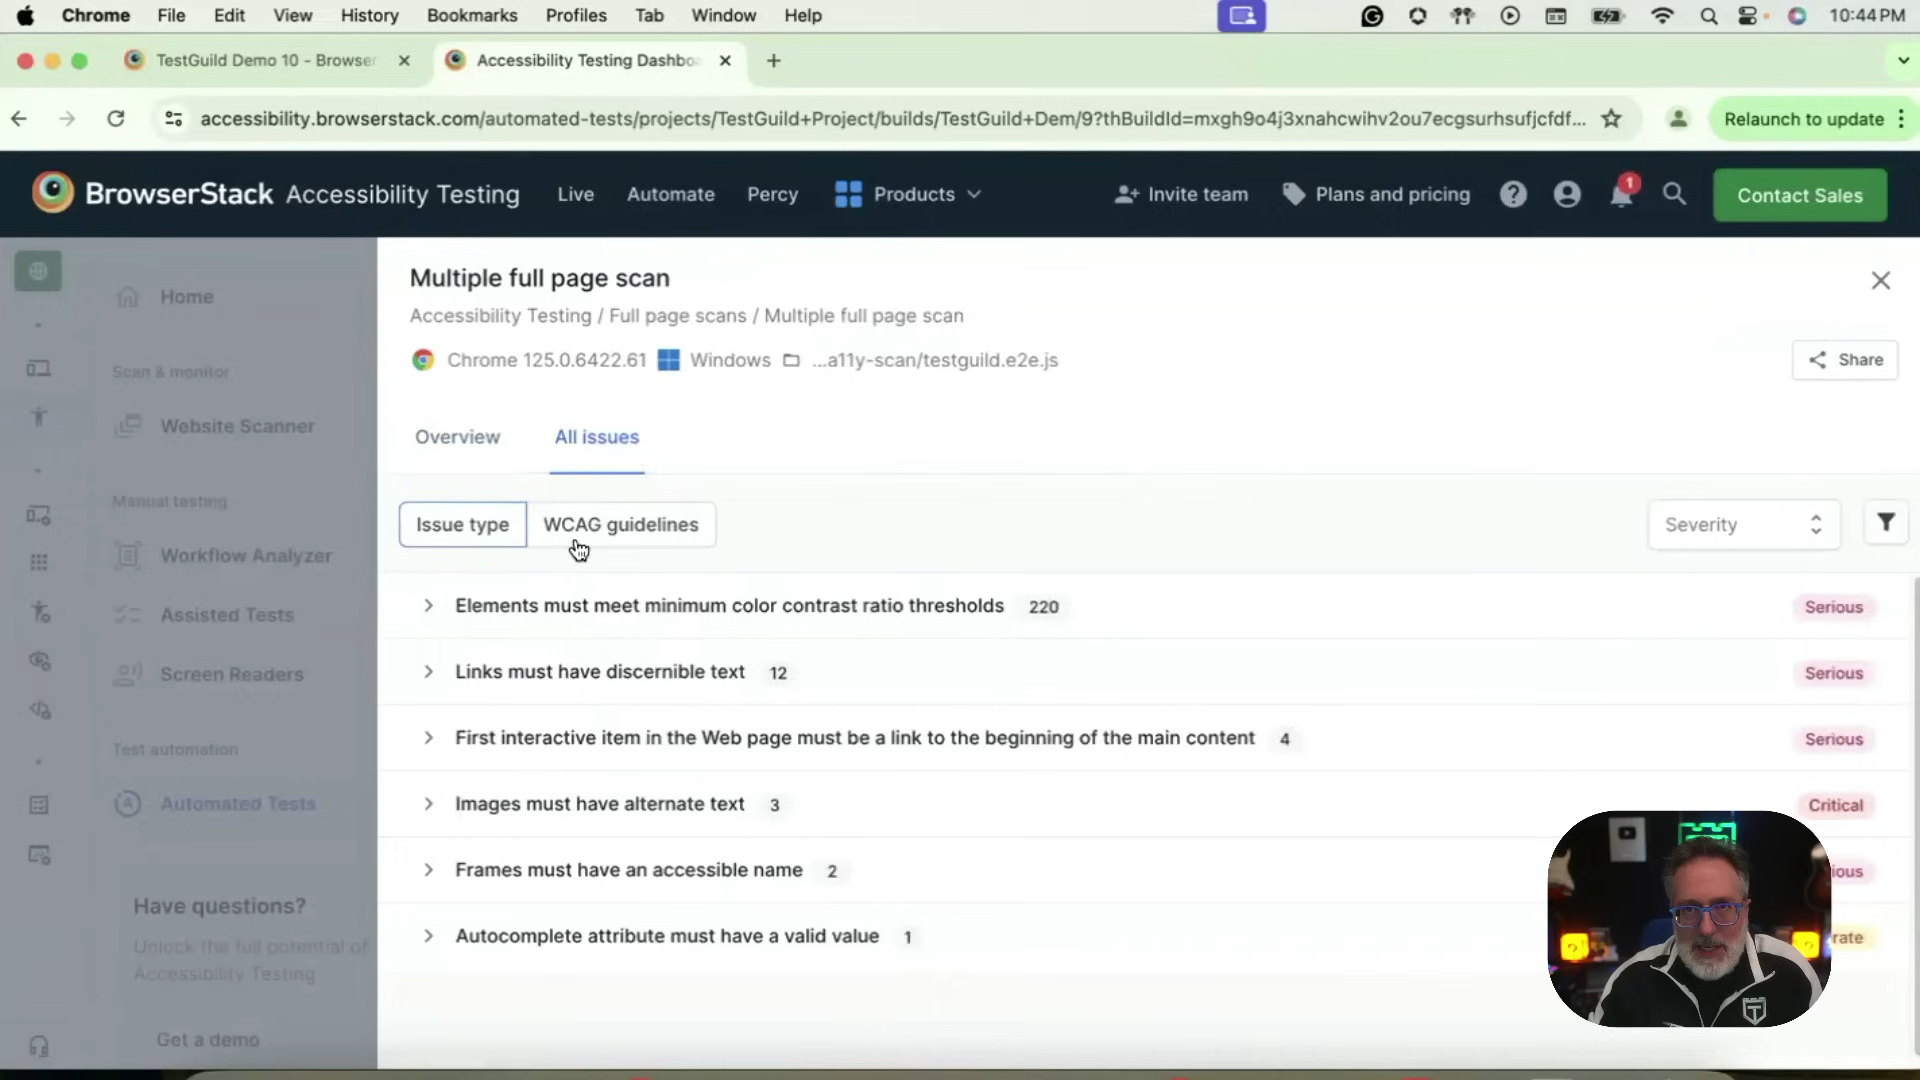 Chrome File Edit View History Bookmarks Profiles Tab Window Help 10:44 PM
TestGuild Demo 10 - Browser Accessibility Testing Dashboa
accessibility.browserstack.com/automated-tests/projects/TestGuild+Project/builds/TestGuild+Dem/9?thBuildId=mxgh9o4j3xnahcwihv2ou7ecgsurhsufjcfdf... Relaunch to update
BrowserStack Accessibility Testing Live Automate Percy Products Invite team Plans and pricing 1 Contact Sales
Home
Scan & monitor
Website Scanner
Manual testing
Workflow Analyzer
Assisted Tests
Screen Readers
Test automation
Automated Tests
Have questions?
Unlock the full potential of
Accessibility Testing
Get a demo
Multiple full page scan
Accessibility Testing / Full page scans / Multiple full page scan
Chrome 125.0.6422.61 Windows ...a11y-scan/testguild.e2e.js
Share
Overview All issues
Issue type WCAG guidelines Severity
Elements must meet minimum color contrast ratio thresholds 220 Serious
Links must have discernible text 12 Serious
First interactive item in the Web page must be a link to the beginning of the main content 4 Serious
Images must have alternate text 3 Critical
Frames must have an accessible name 2 ious
Autocomplete attribute must have a valid value 1 rate